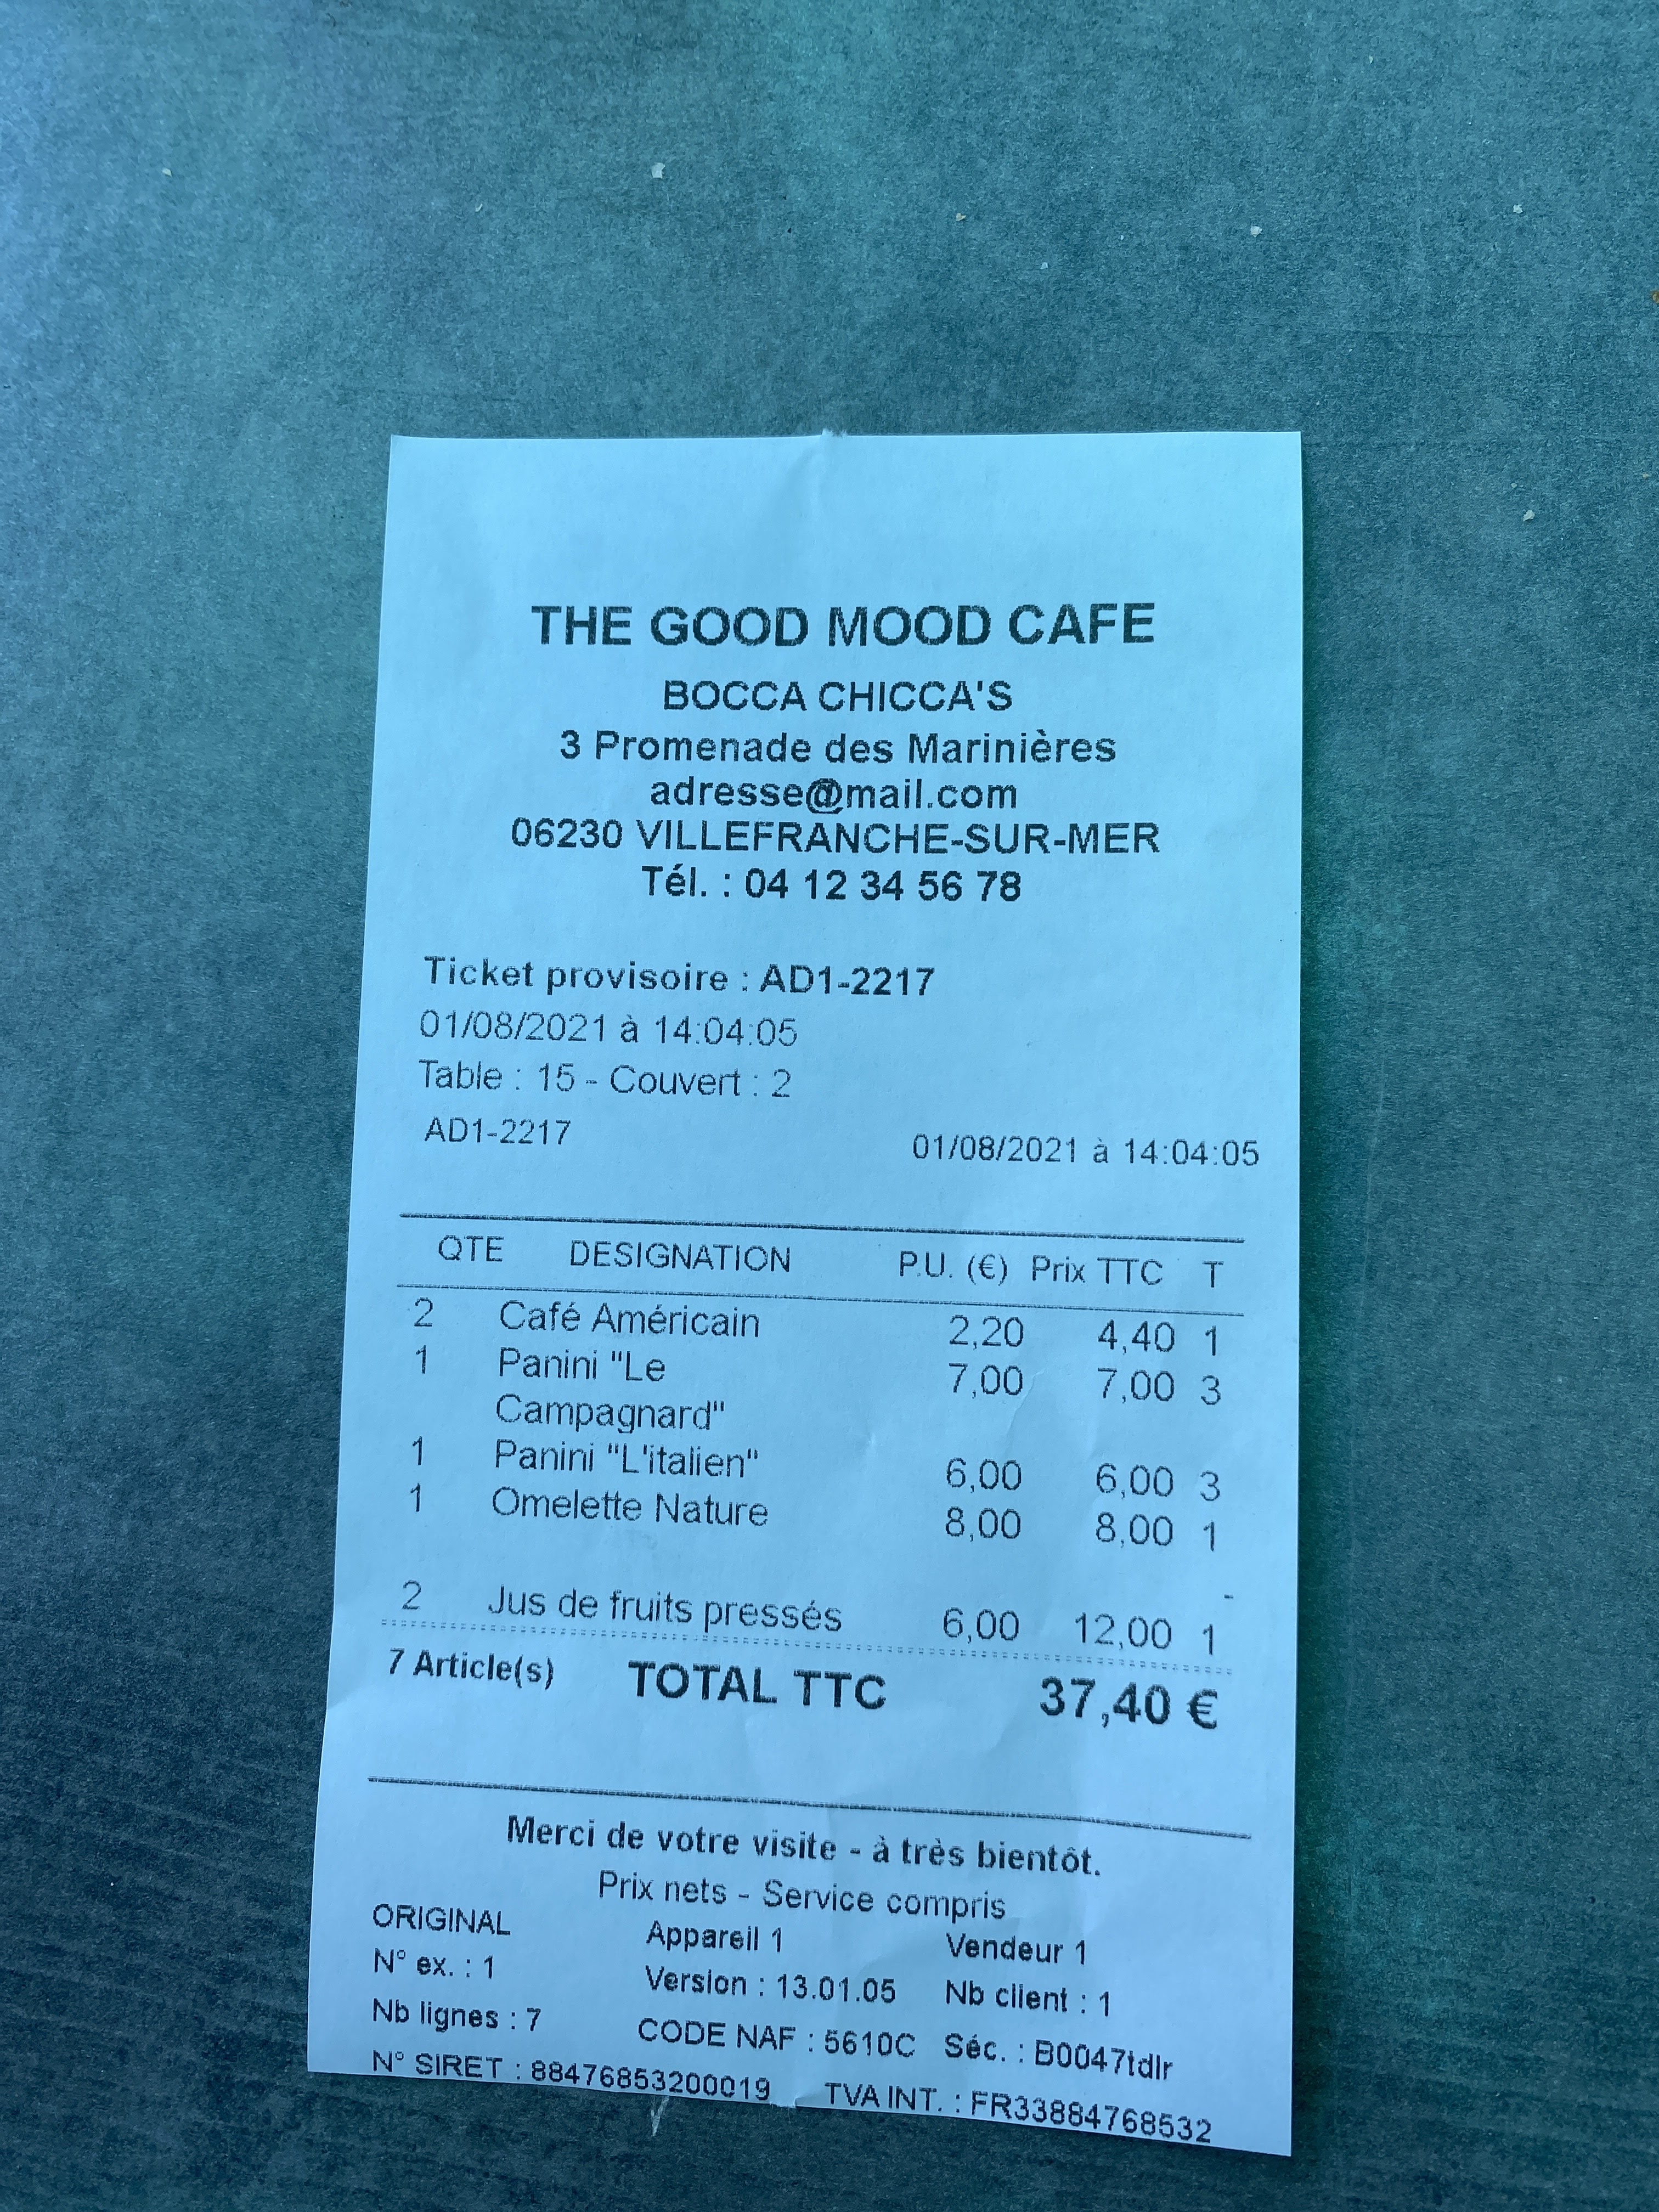 THE GOOD MOOD CAFE
BOCCA CHICCA'S
3 Promenade des Marinières
adresse@mail.com
06230 VILLEFRANCHE-SUR-MER
Tél. : 04 12 34 56 78
Ticket provisoire : AD1-2217
01/08/2021 à 14:04:05
Table : 15 - Couvert : 2
AD1-2217 01/08/2021 à 14:04:05
QTE DESIGNATION P.U. (€) Prix TTC T
2 Café Américain 2,20 4,40 1
1 Panini "Le 7,00 7,00 3
Campagnard"
1 Panini "L'italien" 6,00 6,00 3
1 Omelette Nature 8,00 8,00 1
-
2 Jus de fruits pressés 6,00 12,00 1
7 Article(s) TOTAL TTC 37,40 €
Merci de votre visite - à très bientôt.
Prix nets - Service compris
ORIGINAL Appareil 1 Vendeur 1
N° ex. : 1 Version : 13.01.05 Nb client : 1
Nb lignes : 7 CODE NAF : 5610C Séc. : B0047tdIr
N° SIRET : 88476853200019 TVA INT. : FR33884768532